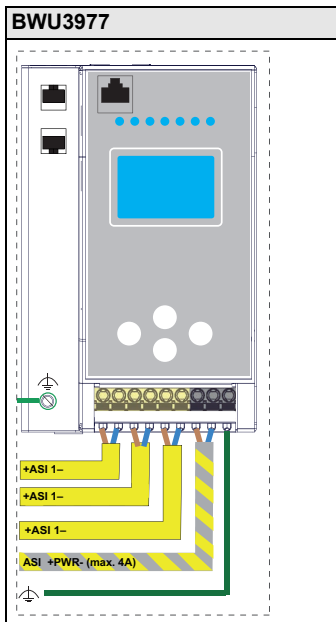 BWU3977
+ASI 1–
+ASI 1–
+ASI 1–
ASI +PWR- (max. 4A)